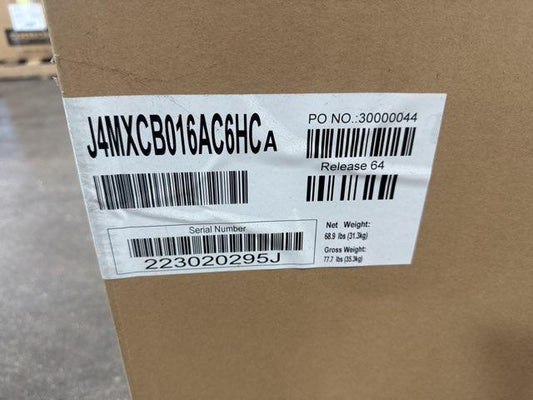 J4MXCB016AC6HCA
PO NO.:30000044
Release 64
Serial Number
223020295J
Net Weight:
68.9 lbs (31.3kg)
Gross Weight:
77.7 lbs (35.3kg)